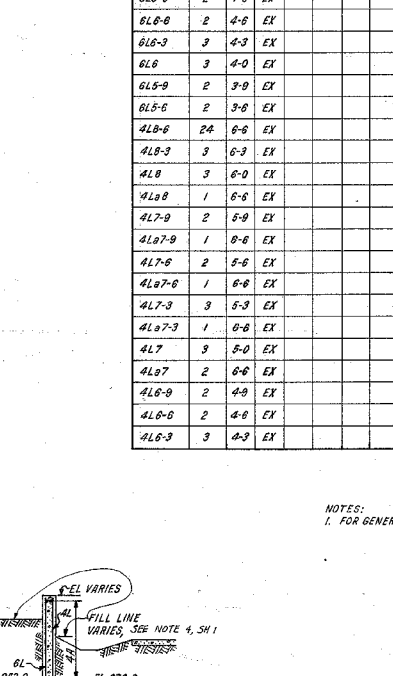 6L6-6 2 4-6 EX
6L6-3 3 4-3 EX
6L6 3 4-0 EX
6L5-9 2 3-9 EX
6L5-6 2 3-6 EX
4L8-6 24 6-6 EX
4L8-3 3 6-3 EX
4L8 3 6-0 EX
4La8 1 6-6 EX
4L7-9 2 5-9 EX
4La7-9 1 6-6 EX
4L7-6 2 5-6 EX
4La7-6 1 6-6 EX
4L7-3 3 5-3 EX
4La7-3 1 6-6 EX
4L7 3 5-0 EX
4La7 2 6-6 EX
4L6-9 2 4-9 EX
4L6-6 2 4-6 EX
4L6-3 3 4-3 EX
NOTES:
1. FOR GENER
EL VARIES
4L
FILL LINE
VARIES, SEE NOTE 4, SH 1
4A
6L